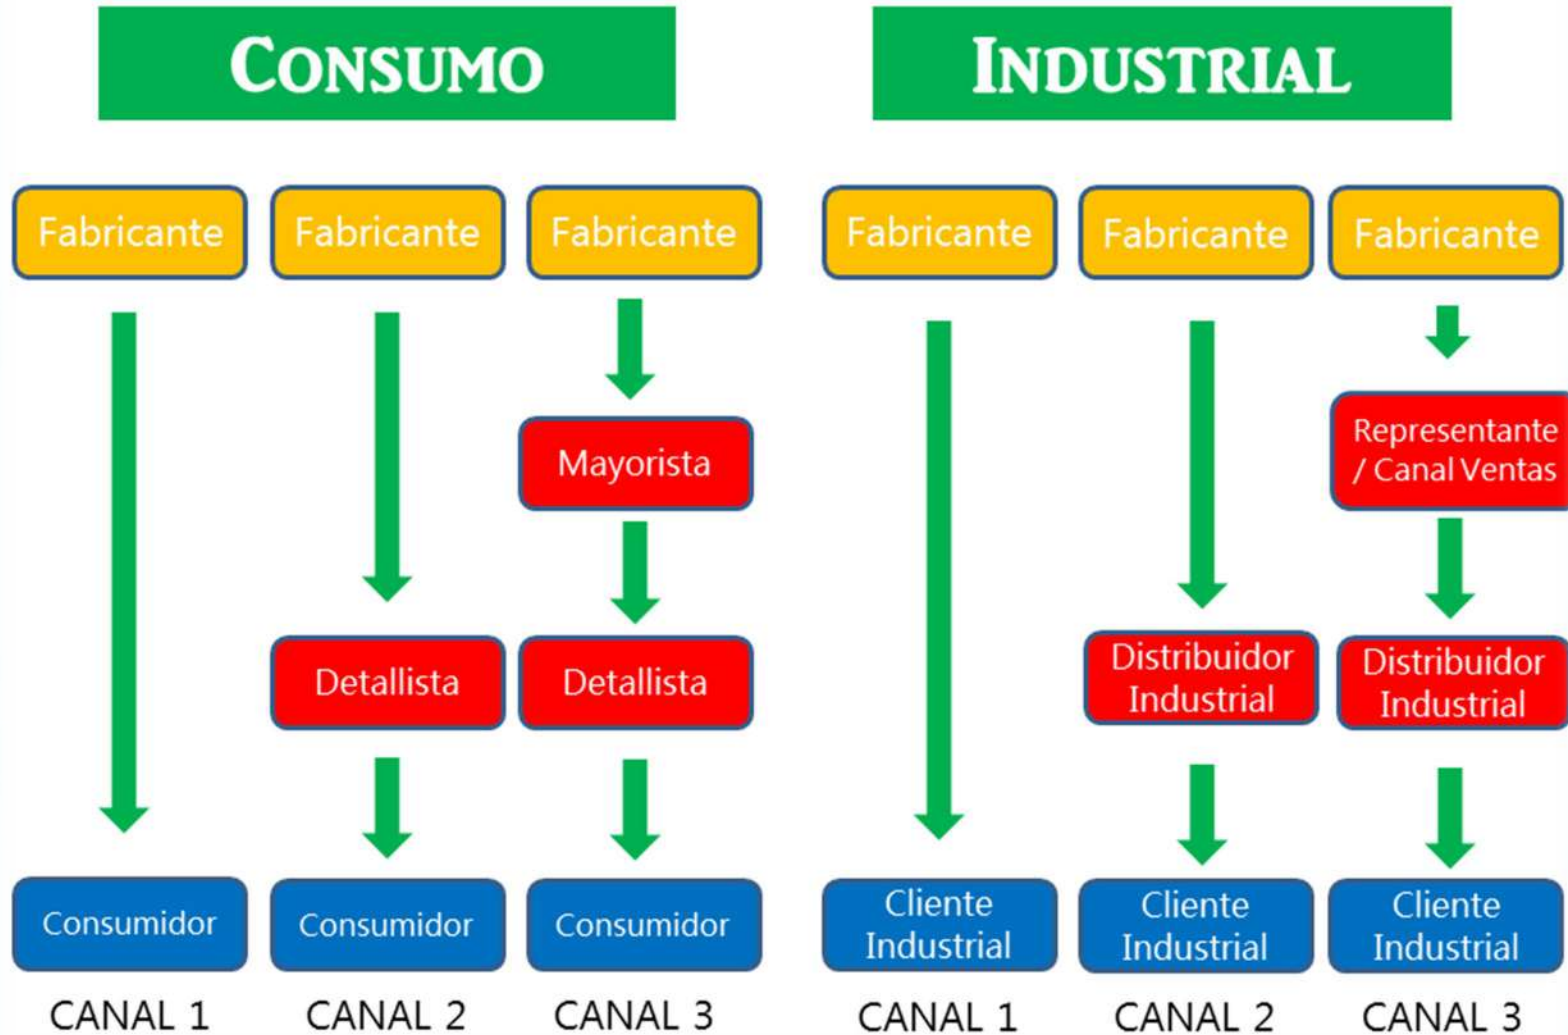 CONSUMO
INDUSTRIAL
Fabricante
Fabricante
Fabricante
Fabricante
Fabricante
Fabricante
Mayorista
Representante
/ Canal Ventas
Detallista
Detallista
Distribuidor
Industrial
Distribuidor
Industrial
Consumidor
Consumidor
Consumidor
Cliente
Industrial
Cliente
Industrial
Cliente
Industrial
CANAL 1
CANAL 2
CANAL 3
CANAL 1
CANAL 2
CANAL 3